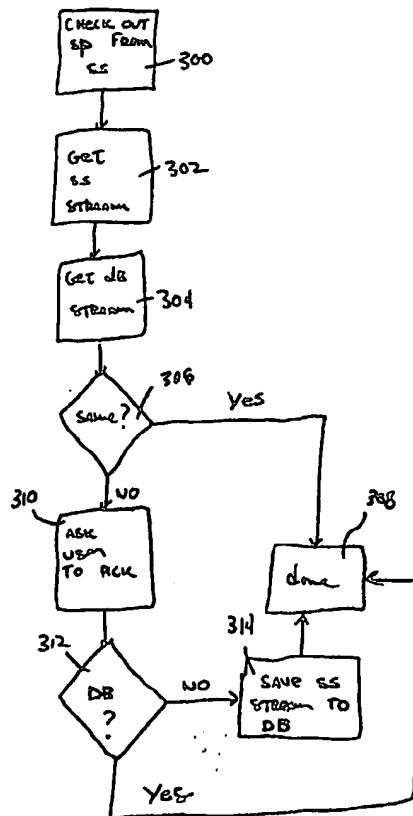 CHECK OUT
SP FROM
SS
300
GET
SS
STREAM
302
GET dB
STREAM
304
SAME?
306
Yes
NO
310
ASK
USER
TO PICK
308
done
312
DB
?
NO
314
SAVE SS
STREAM TO
DB
Yes